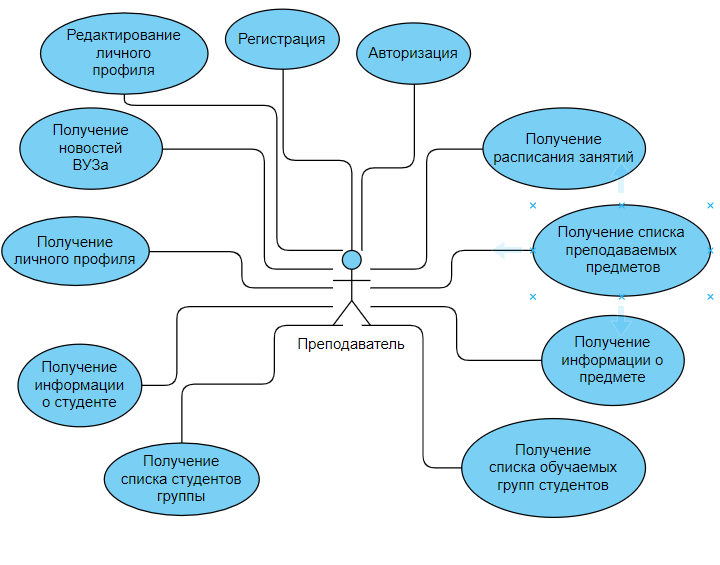 Редактирование
личного
профиля
Регистрация
Авторизация
Получение
новостей
ВУЗа
Получение
расписания занятий
Получение
личного профиля
Получение списка
преподаваемых
предметов
Преподаватель
Получение
информации о
предмете
Получение
информации
о студенте
Получение
списка студентов
группы
Получение
списка обучаемых
групп студентов